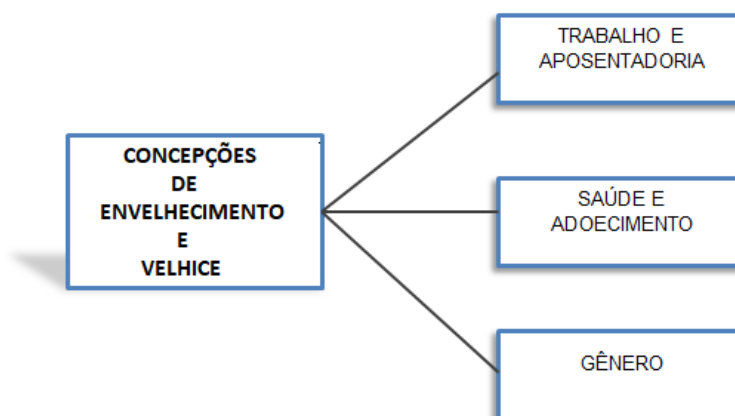 CONCEPÇÕES
DE
ENVELHECIMENTO
E
VELHICE
TRABALHO E
APOSENTADORIA
SAÚDE E
ADOECIMENTO
GÊNERO